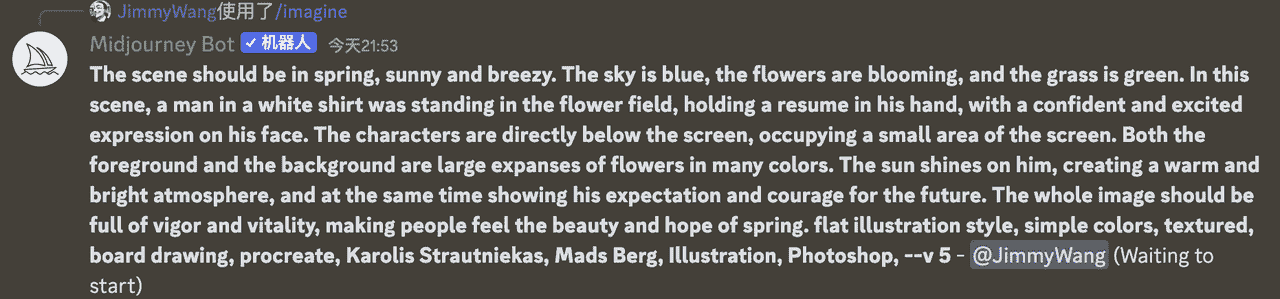 JimmyWang使用了/imagine
Midjourney Bot ✓ 机器人 今天21:53
The scene should be in spring, sunny and breezy. The sky is blue, the flowers are blooming, and the grass is green. In this
scene, a man in a white shirt was standing in the flower field, holding a resume in his hand, with a confident and excited
expression on his face. The characters are directly below the screen, occupying a small area of the screen. Both the
foreground and the background are large expanses of flowers in many colors. The sun shines on him, creating a warm and
bright atmosphere, and at the same time showing his expectation and courage for the future. The whole image should be
full of vigor and vitality, making people feel the beauty and hope of spring. flat illustration style, simple colors, textured,
board drawing, procreate, Karolis Strautniekas, Mads Berg, Illustration, Photoshop, --v 5 - @JimmyWang (Waiting to
start)